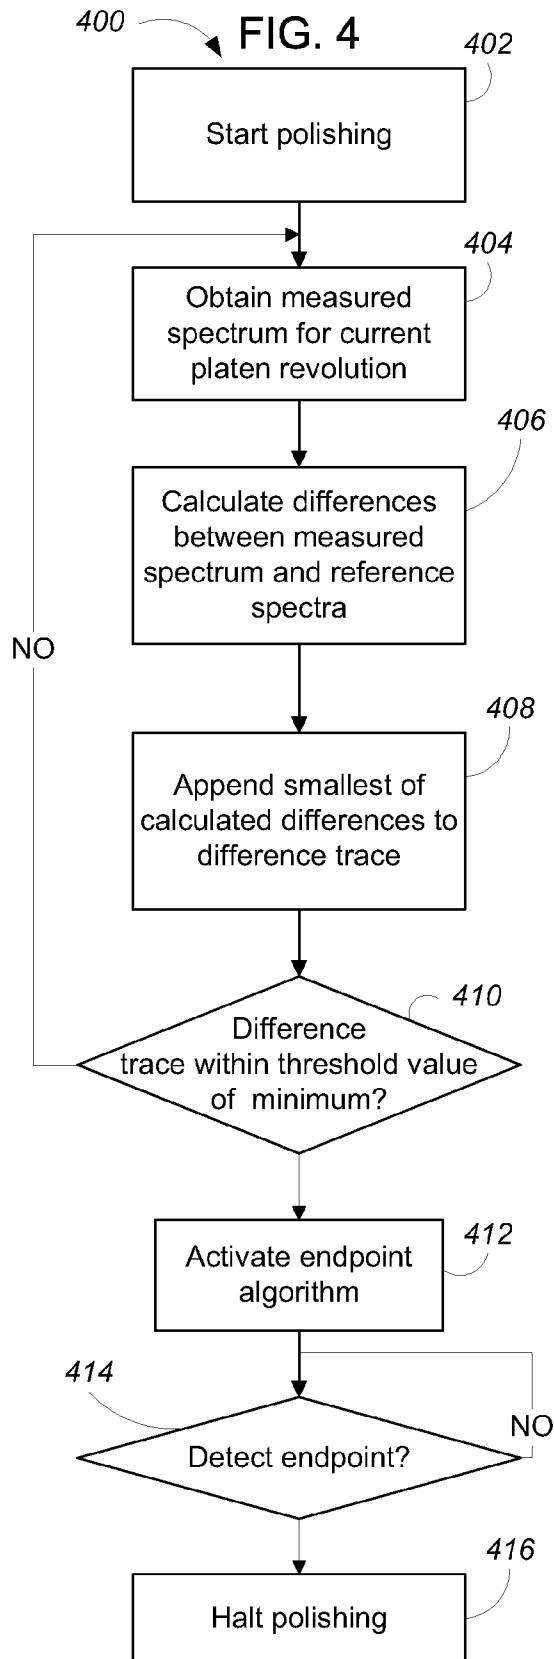 400
FIG. 4
402
Start polishing
404
Obtain measured
spectrum for current
platen revolution
406
Calculate differences
between measured
spectrum and reference
spectra
NO
408
Append smallest of
calculated differences to
difference trace
410
Difference
trace within threshold value
of minimum?
412
Activate endpoint
algorithm
414
NO
Detect endpoint?
416
Halt polishing